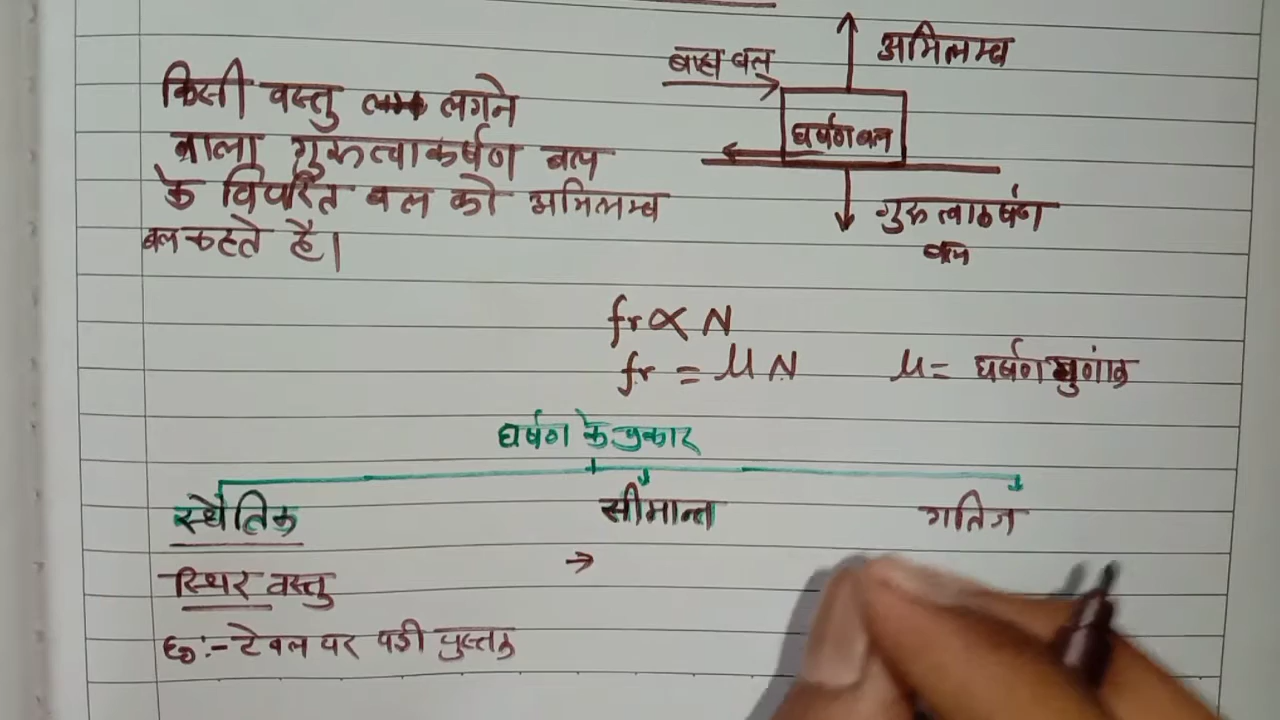 किसी वस्तु लगने
वाला गुरुत्वाकर्षण बल
के विपरित बल को अभिलम्ब
बल कहते है।
बाह्य बल
अभिलम्ब
घर्षण बल
गुरुत्वाकर्षण
बल
fr ∝ N
fr = μ N
μ = घर्षण गुणांक
घर्षण के प्रकार
स्थैतिक सीमान्त गतिज
स्थिर वस्तु →
:- टेबल पर पडी पुस्तक